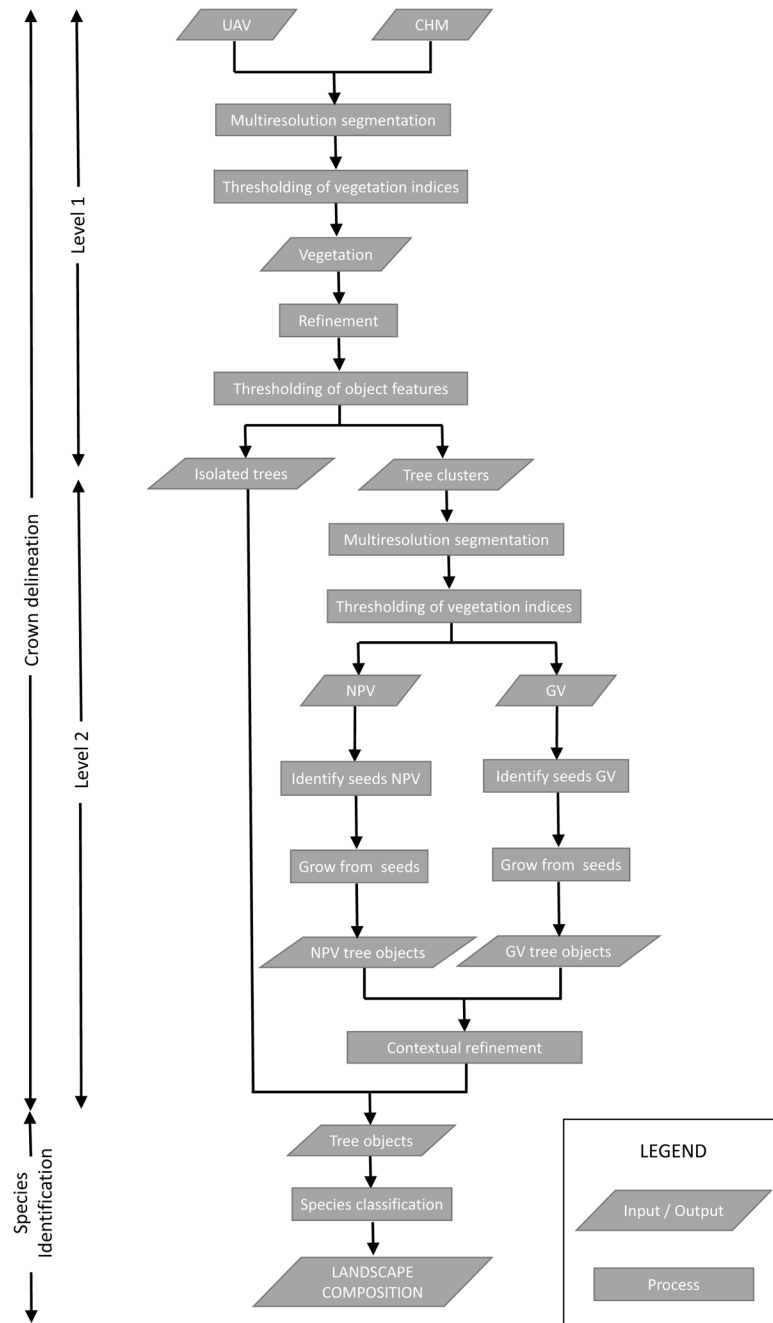 UAV
CHM
Multiresolution segmentation
Thresholding of vegetation indices
Vegetation
Refinement
Thresholding of object features
Level 1
Isolated trees
Tree clusters
Multiresolution segmentation
Thresholding of vegetation indices
Crown delineation
NPV
GV
Level 2
Identify seeds NPV
Identify seeds GV
Grow from seeds
Grow from seeds
NPV tree objects
GV tree objects
Contextual refinement
Tree objects
Species
Identification
Species classification
LANDSCAPE
COMPOSITION
LEGEND
Input / Output
Process